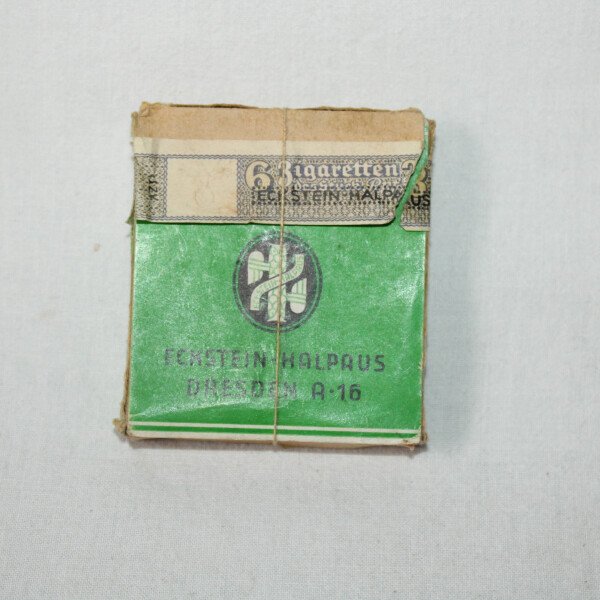 6 Zigaretten
ECKSTEIN-HALPAUS
ECKSTEIN-HALPAUS
DRESDEN A-16